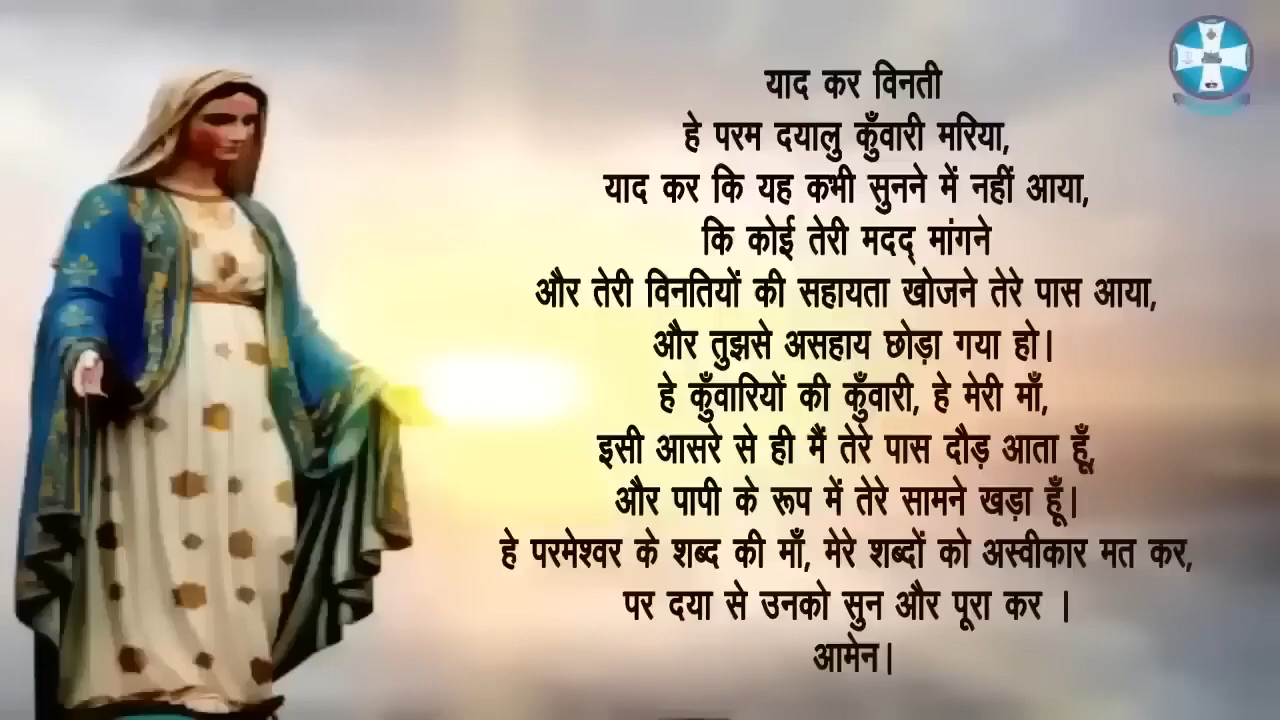 याद कर विनती
हे परम दयालु कुँवारी मरिया,
याद कर कि यह कभी सुनने में नहीं आया,
कि कोई तेरी मदद् मांगने
और तेरी विनतियों की सहायता खोजने तेरे पास आया,
और तुझसे असहाय छोड़ा गया हो।
हे कुँवारियों की कुँवारी, हे मेरी माँ,
इसी आसरे से ही मैं तेरे पास दौड़ आता हूँ,
और पापी के रूप में तेरे सामने खड़ा हूँ।
हे परमेश्वर के शब्द की माँ, मेरे शब्दों को अस्वीकार मत कर,
पर दया से उनको सुन और पूरा कर ।
आमेन।